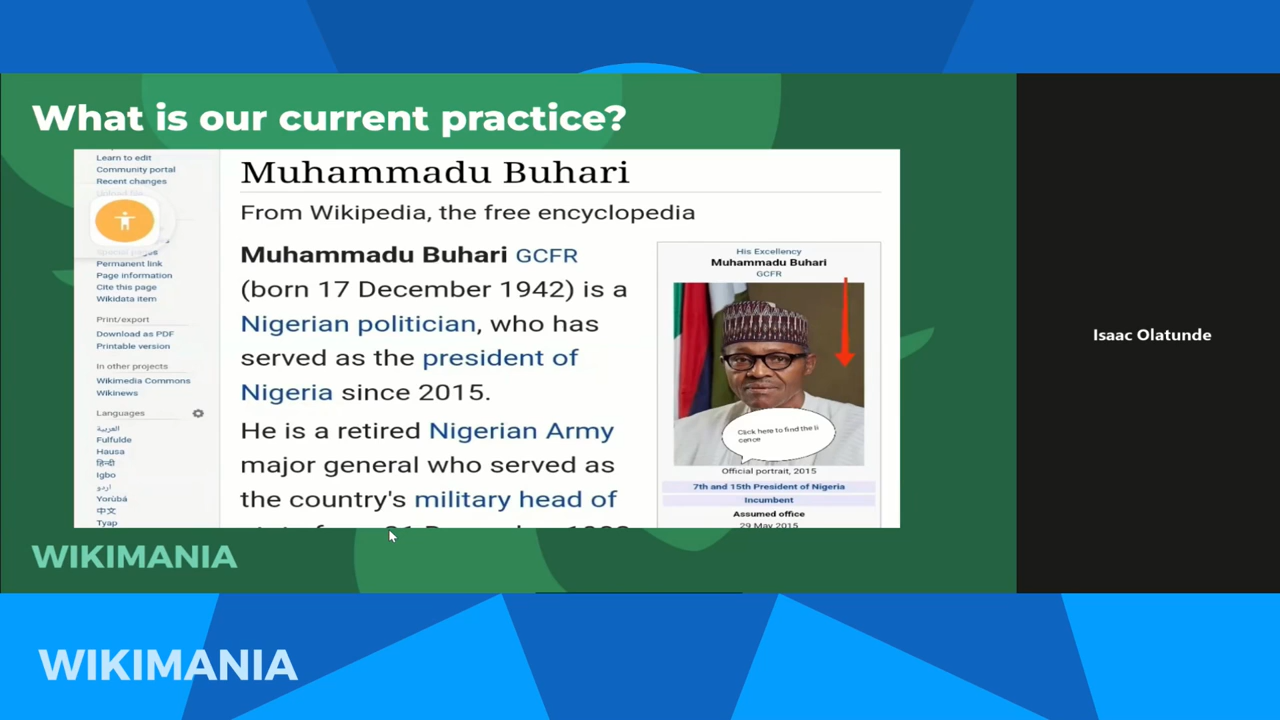 What is our current practice?
Learn to edit
Community portal
Recent changes
Permanent link
Page information
Cite this page
Wikidata item
Print/export
Download as PDF
Printable version
In other projects
Wikimedia Commons
Wikinews
Languages
العربية
Fulfulde
Hausa
हिन्दी
Igbo
اردو
Yorùbá
中文
Tyap
Muhammadu Buhari
From Wikipedia, the free encyclopedia
Muhammadu Buhari GCFR
(born 17 December 1942) is a
Nigerian politician, who has
served as the president of
Nigeria since 2015.
He is a retired Nigerian Army
major general who served as
the country's military head of
His Excellency
Muhammadu Buhari
GCFR
Click here to find the li
cence
Official portrait, 2015
7th and 15th President of Nigeria
Incumbent
Assumed office
29 May 2015
Isaac Olatunde
WIKIMANIA
WIKIMANIA